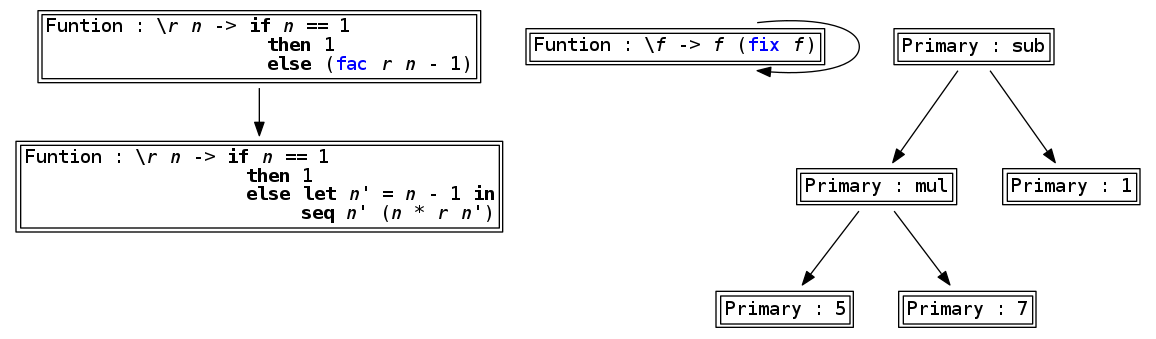 Funtion : \r n -> if n == 1
then 1
else (fac r n - 1)
Funtion : \r n -> if n == 1
then 1
else let n' = n - 1 in
seq n' (n * r n')
Funtion : \f -> f (fix f)
Primary : sub
Primary : mul
Primary : 1
Primary : 5
Primary : 7